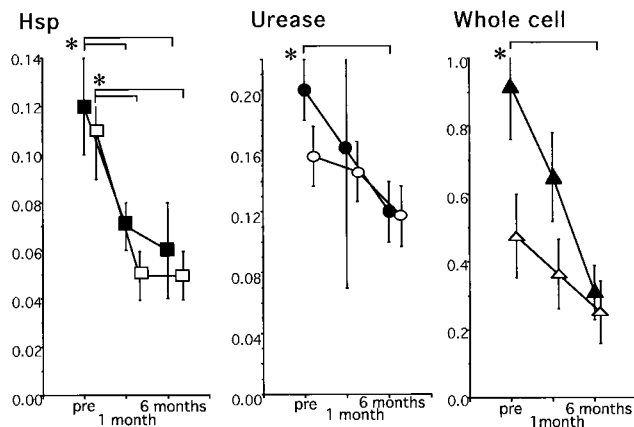 Hsp
0.14
0.12
0.10
0.08
0.06
0.04
0.02
0.00
*
*
pre
6 months
1 month
Urease
0.20
0.16
0.12
0.08
0.04
0.00
*
pre
6 months
1 month
Whole cell
1.0
0.8
0.6
0.4
0.2
0.0
*
pre
6 months
1month